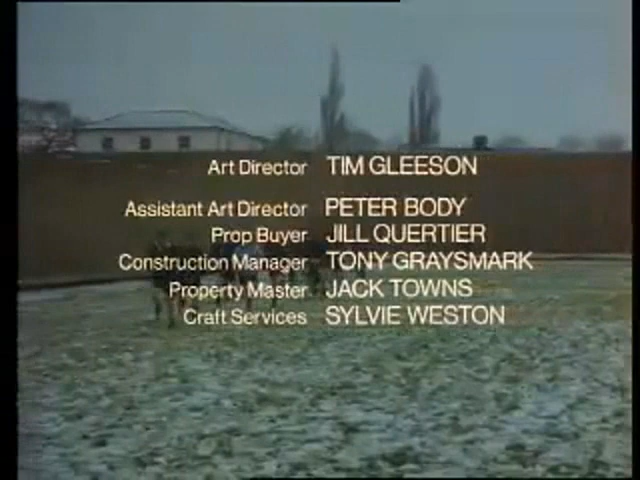 Art Director TIM GLEESON
Assistant Art Director PETER BODY
Prop Buyer JILL QUERTIER
Construction Manager TONY GRAYSMARK
Property Master JACK TOWNS
Craft Services SYLVIE WESTON